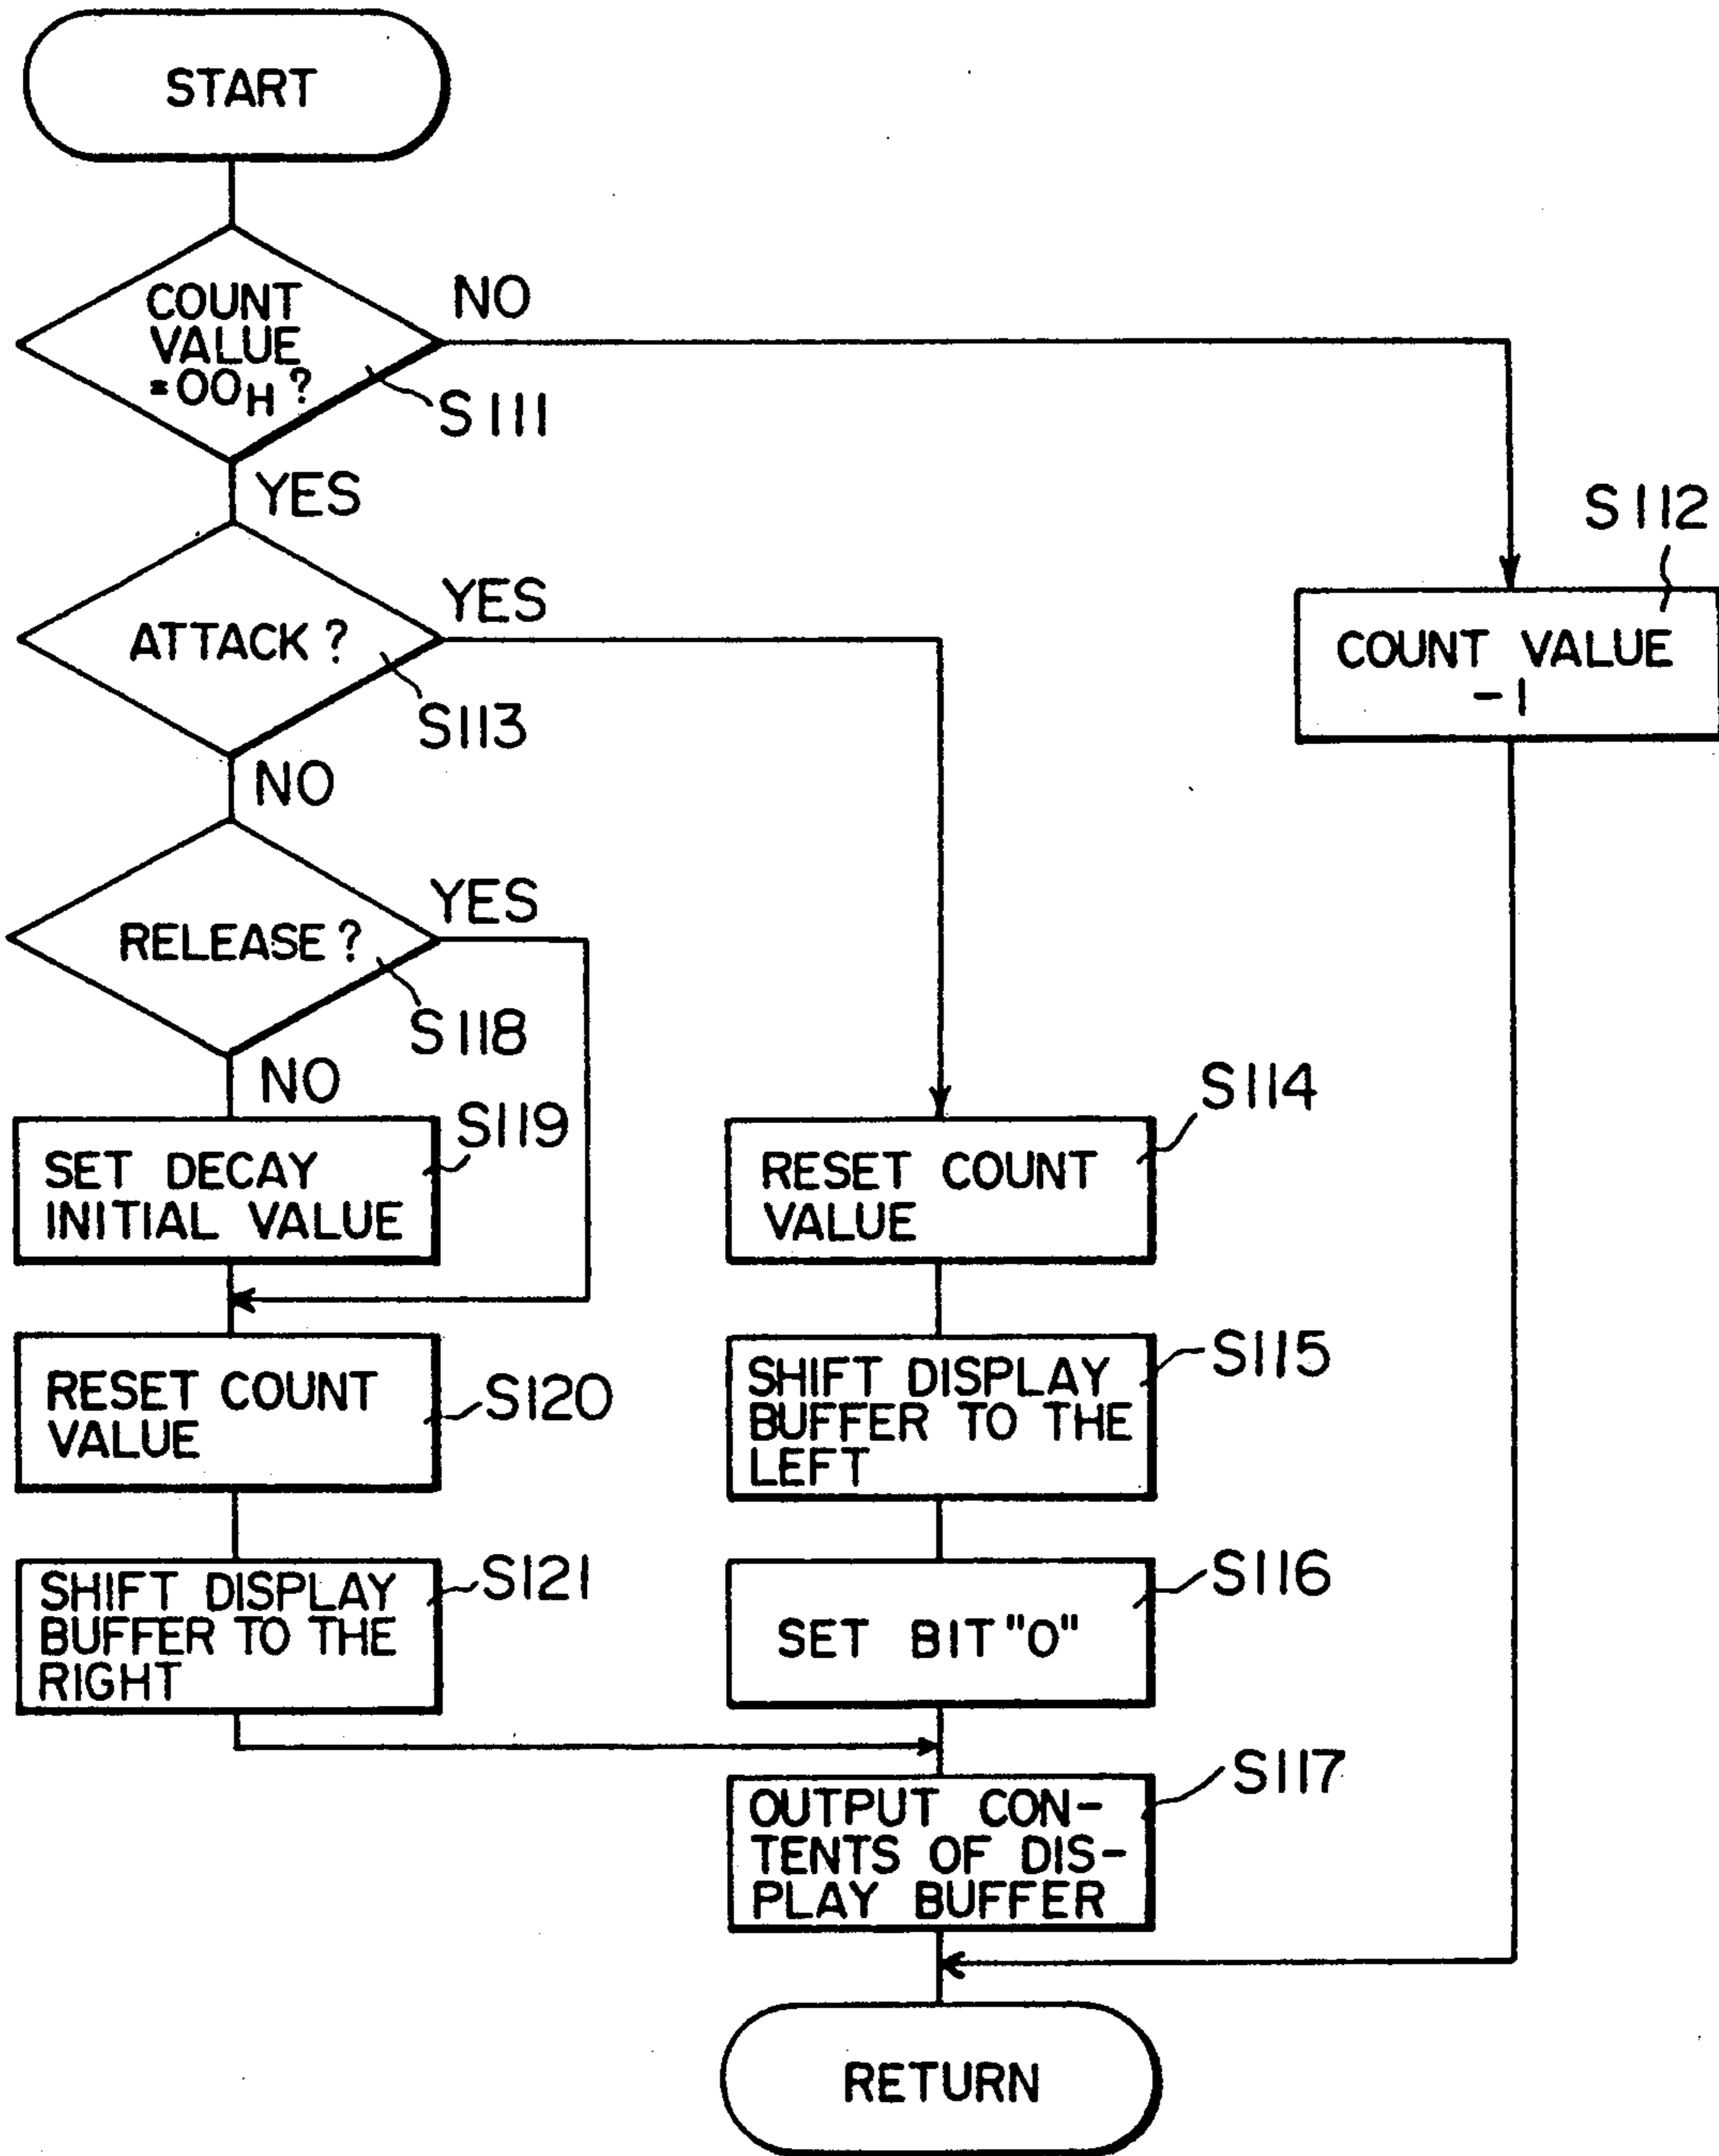 START
COUNT
VALUE
=00H?
NO
S111
YES
S112
COUNT VALUE
-1
ATTACK?
YES
S113
NO
RELEASE?
YES
S118
NO
S119
SET DECAY
INITIAL VALUE
S114
RESET COUNT
VALUE
RESET COUNT
VALUE
S120
S115
SHIFT DISPLAY
BUFFER TO THE
LEFT
SHIFT DISPLAY
BUFFER TO THE
RIGHT
S121
S116
SET BIT "0"
S117
OUTPUT CON-
TENTS OF DIS-
PLAY BUFFER
RETURN